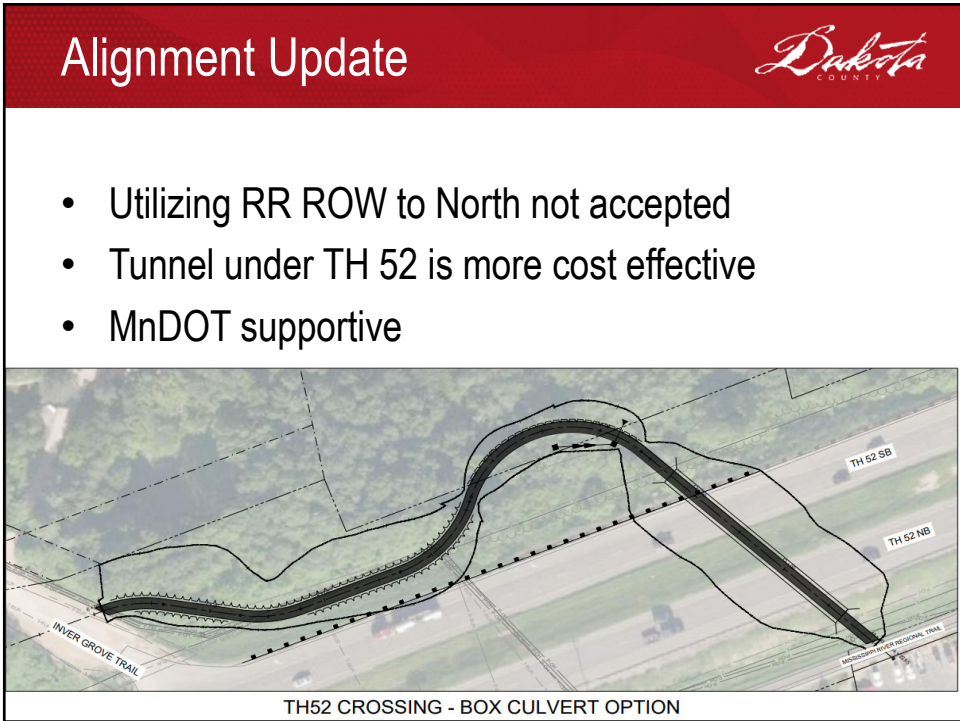 Alignment Update
Dakota
COUNTY
• Utilizing RR ROW to North not accepted
• Tunnel under TH 52 is more cost effective
• MnDOT supportive
TH 52 SB
TH 52 NB
INVER GROVE TRAIL
MISSISSIPPI RIVER REGIONAL TRAIL
TH52 CROSSING - BOX CULVERT OPTION